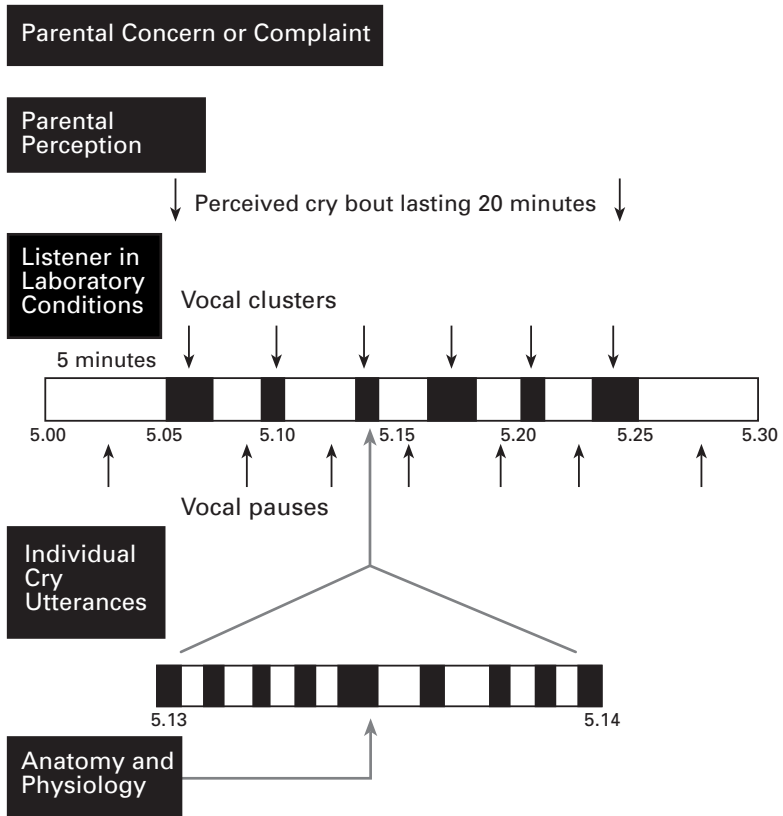 Parental Concern or Complaint
Parental
Perception
Perceived cry bout lasting 20 minutes
Listener in
Laboratory
Conditions
Vocal clusters
5 minutes
5.00 5.05 5.10 5.15 5.20 5.25 5.30
Vocal pauses
Individual
Cry
Utterances
5.13 5.14
Anatomy and
Physiology